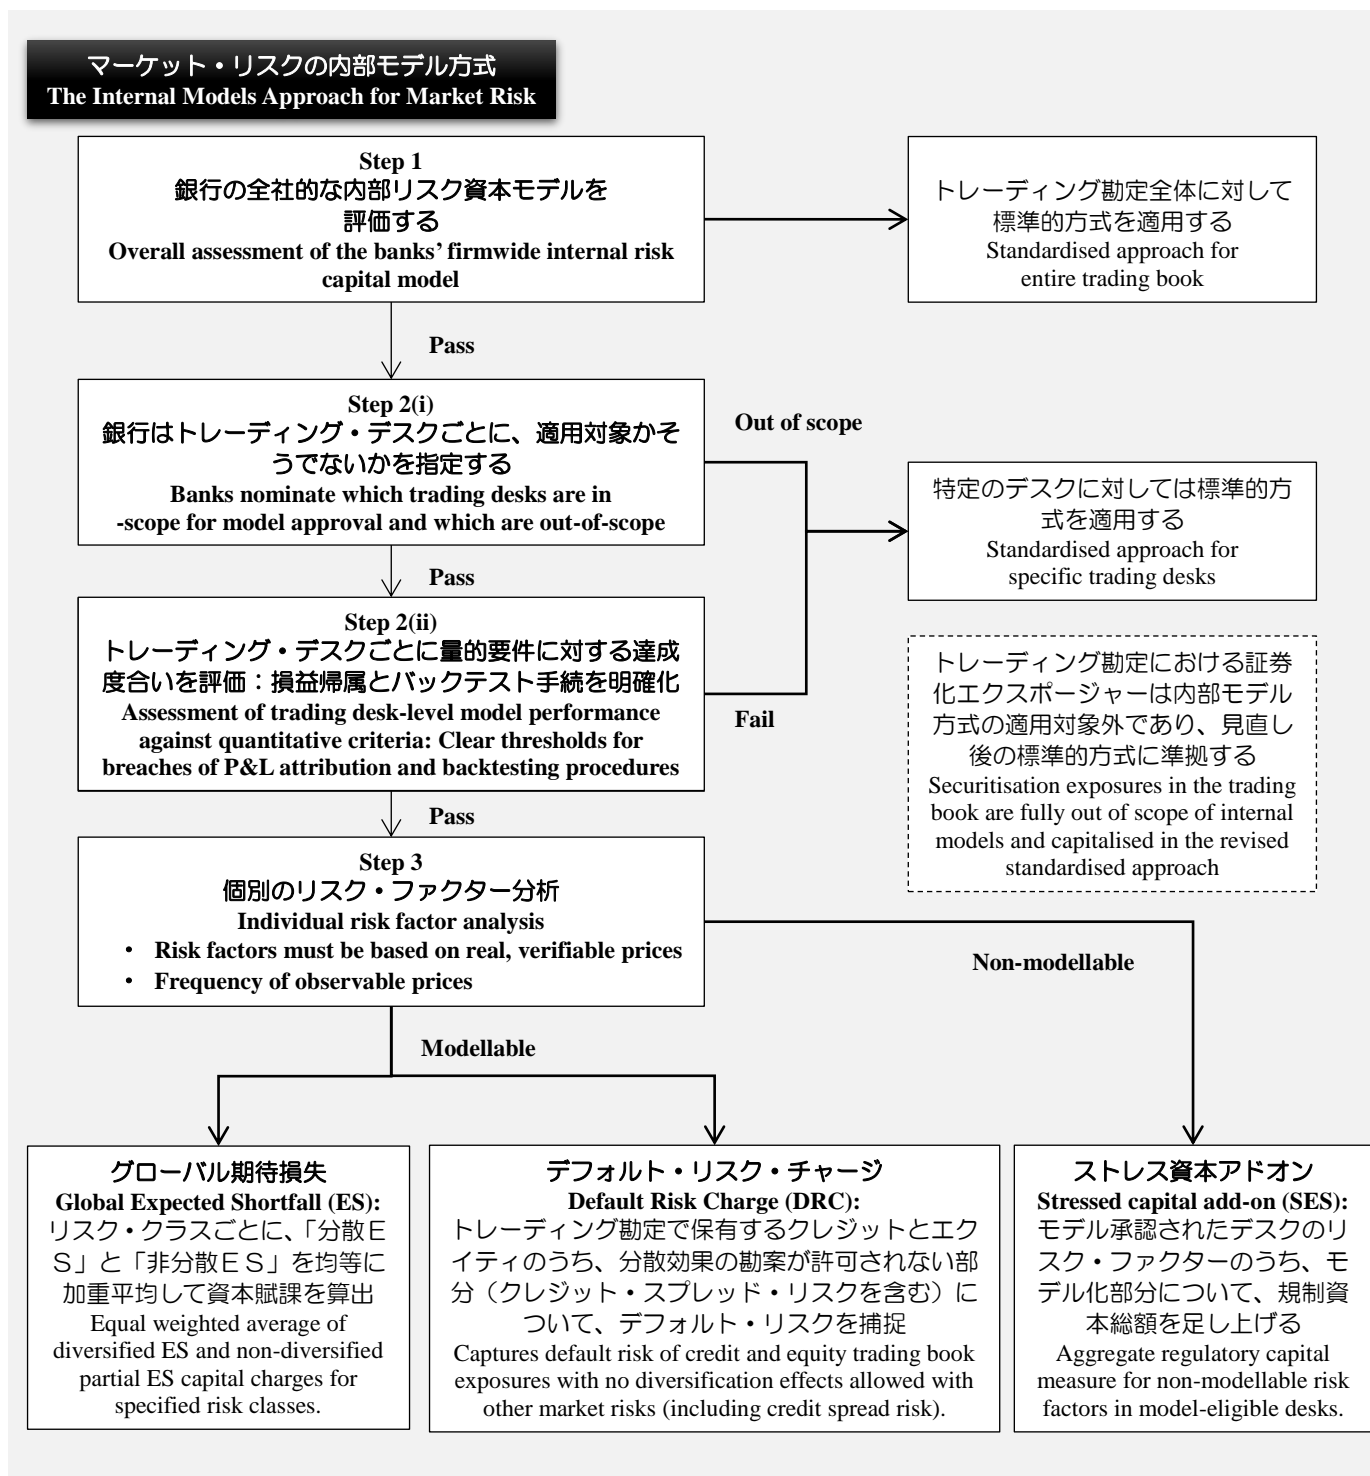 マーケット・リスクの内部モデル方式
The Internal Models Approach for Market Risk
Step 1
銀行の全社的な内部リスク資本モデルを
評価する
Overall assessment of the banks’ firmwide internal risk
capital model
トレーディング勘定全体に対して
標準的方式を適用する
Standardised approach for
entire trading book
Pass
Step 2(i)
銀行はトレーディング・デスクごとに、適用対象かそ
うでないかを指定する
Banks nominate which trading desks are in
-scope for model approval and which are out-of-scope
Out of scope
特定のデスクに対しては標準的方
式を適用する
Standardised approach for
specific trading desks
Pass
Step 2(ii)
トレーディング・デスクごとに量的要件に対する達成
度合いを評価：損益帰属とバックテスト手続を明確化
Assessment of trading desk-level model performance
against quantitative criteria: Clear thresholds for
breaches of P&L attribution and backtesting procedures
Fail
トレーディング勘定における証券
化エクスポージャーは内部モデル
方式の適用対象外であり、見直し
後の標準的方式に準拠する
Securitisation exposures in the trading
book are fully out of scope of internal
models and capitalised in the revised
standardised approach
Pass
Step 3
個別のリスク・ファクター分析
Individual risk factor analysis
• Risk factors must be based on real, verifiable prices
• Frequency of observable prices
Non-modellable
Modellable
グローバル期待損失
Global Expected Shortfall (ES):
リスク・クラスごとに、「分散Ｅ
Ｓ」と「非分散ＥＳ」を均等に
加重平均して資本賦課を算出
Equal weighted average of
diversified ES and non-diversified
partial ES capital charges for
specified risk classes.
デフォルト・リスク・チャージ
Default Risk Charge (DRC):
トレーディング勘定で保有するクレジットとエク
イティのうち、分散効果の勘案が許可されない部
分（クレジット・スプレッド・リスクを含む）に
ついて、デフォルト・リスクを捕捉
Captures default risk of credit and equity trading book
exposures with no diversification effects allowed with
other market risks (including credit spread risk).
ストレス資本アドオン
Stressed capital add-on (SES):
モデル承認されたデスクのリ
スク・ファクターのうち、モ
デル化部分について、規制資
本総額を足し上げる
Aggregate regulatory capital
measure for non-modellable risk
factors in model-eligible desks.